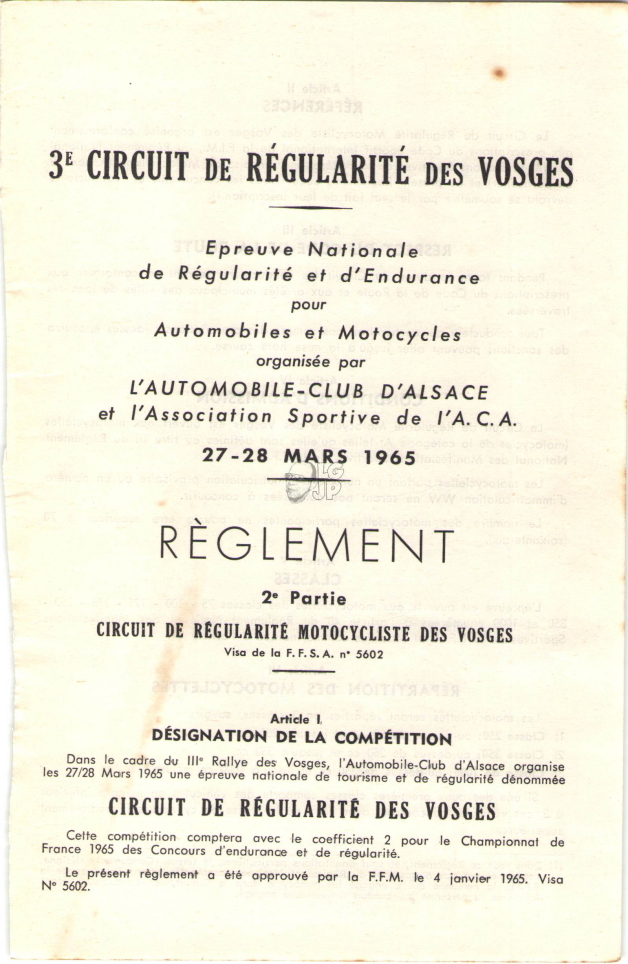 3E CIRCUIT DE RÉGULARITÉ DES VOSGES
Epreuve Nationale
de Régularité et d'Endurance
pour
Automobiles et Motocycles
organisée par
L'AUTOMOBILE-CLUB D'ALSACE
et l'Association Sportive de l'A.C.A.
27-28 MARS 1965
LG
JP
RÈGLEMENT
2e Partie
CIRCUIT DE RÉGULARITÉ MOTOCYCLISTE DES VOSGES
Visa de la F.F.S.A. n° 5602
Article I
DÉSIGNATION DE LA COMPÉTITION
Dans le cadre du IIIe Rallye des Vosges, l'Automobile-Club d'Alsace organise
les 27/28 Mars 1965 une épreuve nationale de tourisme et de régularité dénommée
CIRCUIT DE RÉGULARITÉ DES VOSGES
Cette compétition comptera avec le coefficient 2 pour le Championnat de
France 1965 des Concours d'endurance et de régularité.
Le présent règlement a été approuvé par la F.F.M. le 4 janvier 1965. Visa
N° 5602.